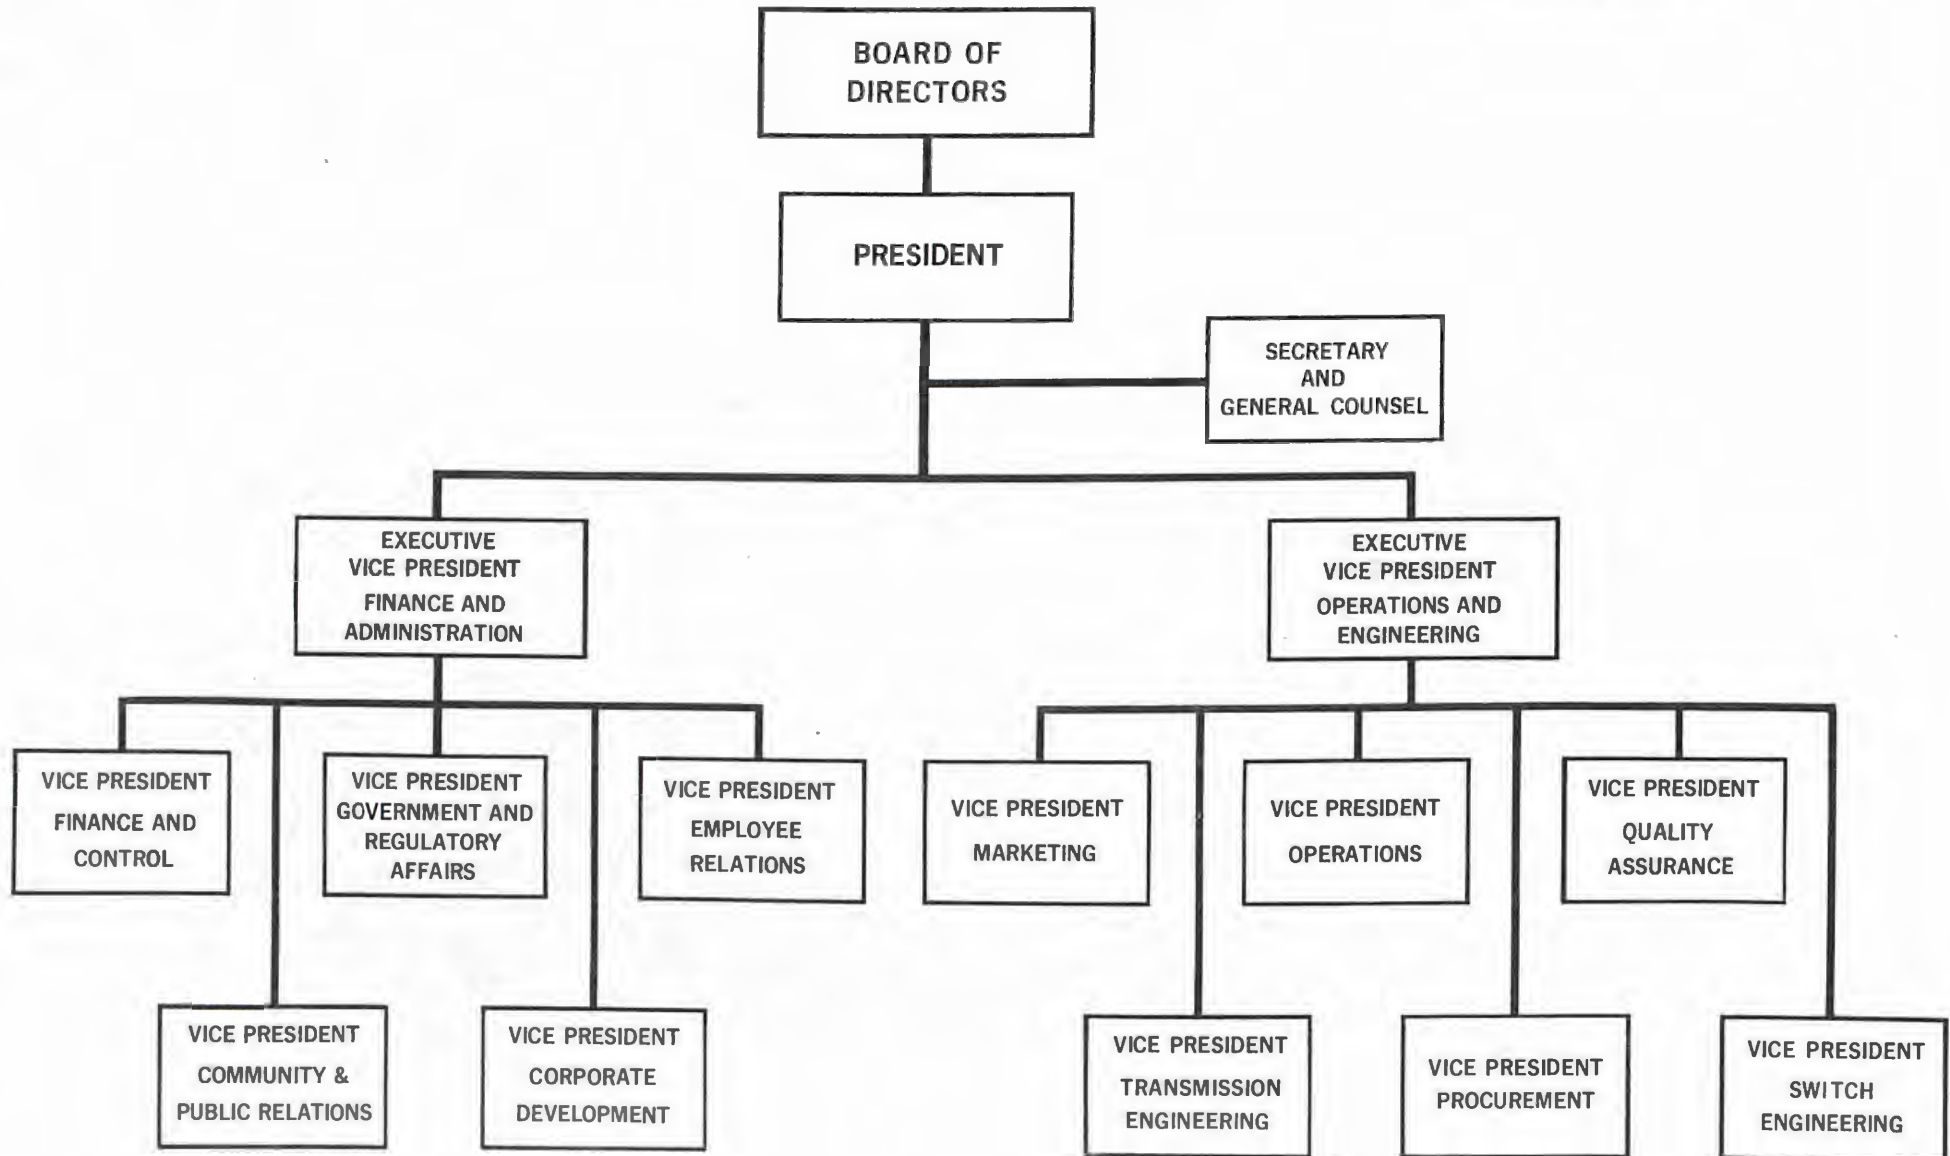 BOARD OF
DIRECTORS
PRESIDENT
SECRETARY
AND
GENERAL COUNSEL
EXECUTIVE
VICE PRESIDENT
FINANCE AND
ADMINISTRATION
EXECUTIVE
VICE PRESIDENT
OPERATIONS AND
ENGINEERING
VICE PRESIDENT
FINANCE AND
CONTROL
VICE PRESIDENT
GOVERNMENT AND
REGULATORY
AFFAIRS
VICE PRESIDENT
EMPLOYEE
RELATIONS
VICE PRESIDENT
MARKETING
VICE PRESIDENT
OPERATIONS
VICE PRESIDENT
QUALITY
ASSURANCE
VICE PRESIDENT
COMMUNITY &
PUBLIC RELATIONS
VICE PRESIDENT
CORPORATE
DEVELOPMENT
VICE PRESIDENT
TRANSMISSION
ENGINEERING
VICE PRESIDENT
PROCUREMENT
VICE PRESIDENT
SWITCH
ENGINEERING